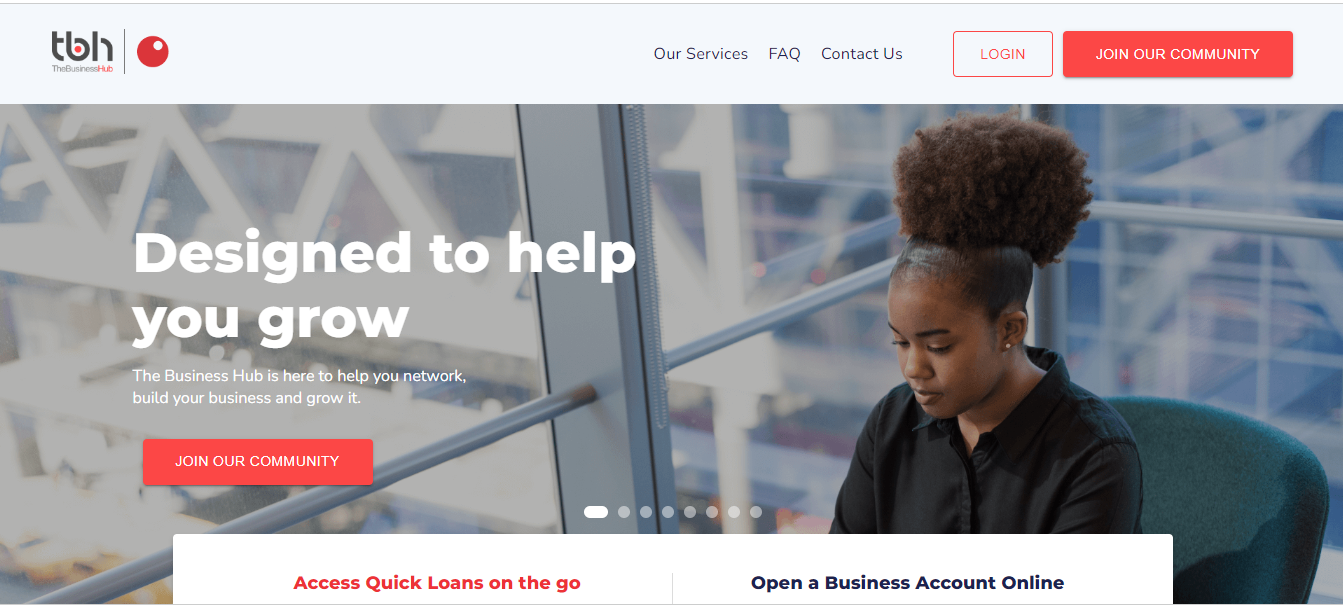 tbh
TheBusinessHub
Our Services
FAQ
Contact Us
LOGIN
JOIN OUR COMMUNITY
Designed to help
you grow
The Business Hub is here to help you network,
build your business and grow it.
JOIN OUR COMMUNITY
Access Quick Loans on the go
Open a Business Account Online